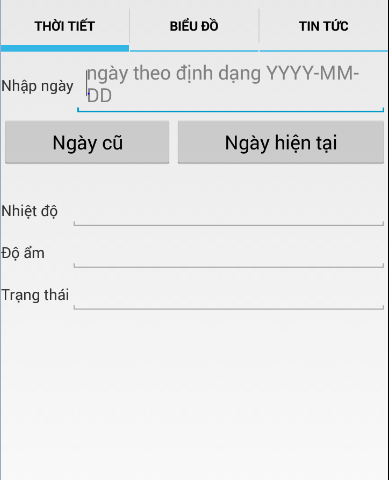 THỜI TIẾT BIỂU ĐỒ TIN TỨC
Nhập ngày ngày theo định dạng YYYY-MM-
DD
Ngày cũ Ngày hiện tại
Nhiệt độ
Độ ẩm
Trạng thái